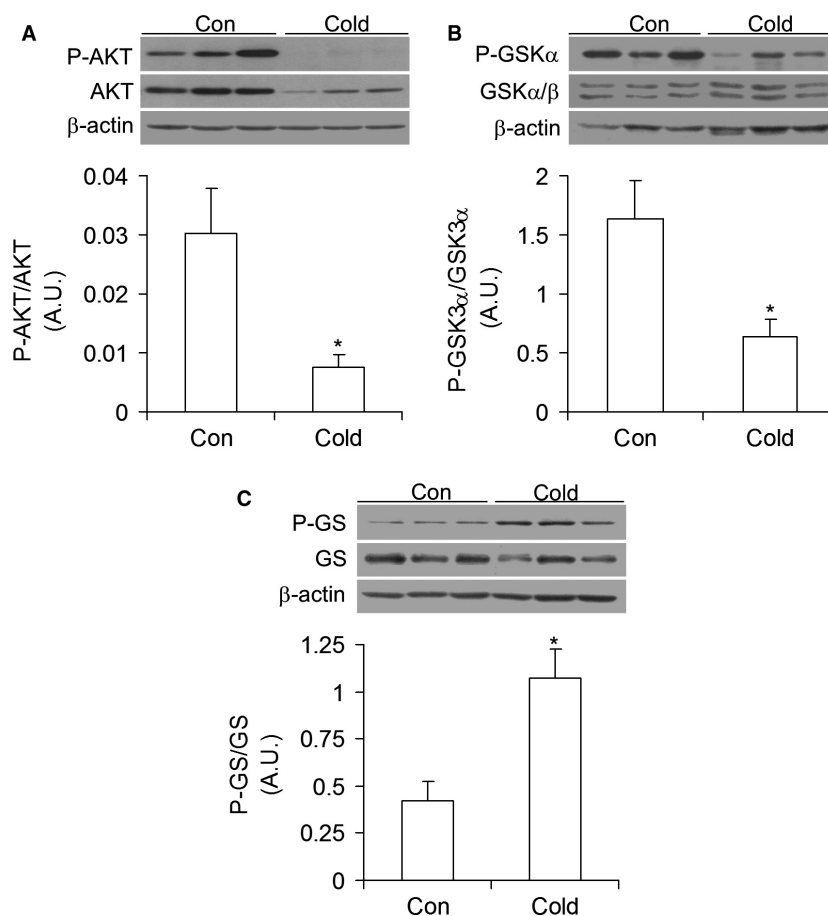 A
Con Cold
P-AKT
AKT
β-actin
0.04
0.03
0.02
0.01
0
P-AKT/AKT
(A.U.)
*
Con Cold
B
Con Cold
P-GSKα
GSKα/β
β-actin
2
1.5
1
0.5
0
P-GSK3α/GSK3α
(A.U.)
*
Con Cold
C
Con Cold
P-GS
GS
β-actin
1.25
1
0.75
0.5
0.25
0
P-GS/GS
(A.U.)
*
Con Cold